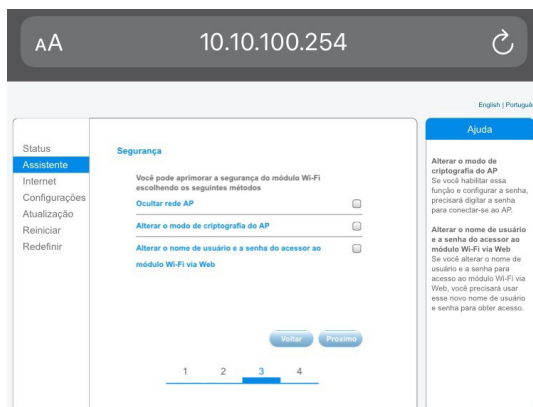 AA
10.10.100.254
English | Portuguê
Status
Assistente
Internet
Configurações
Atualização
Reiniciar
Redefinir
Segurança
Você pode aprimorar a segurança do módulo Wi-Fi
escolhendo os seguintes métodos
Ocultar rede AP
Alterar o modo de criptografia do AP
Alterar o nome de usuário e a senha do acessor ao
módulo Wi-Fi via Web
Voltar
Proximo
1 2 3 4
Ajuda
Alterar o modo de
criptografia do AP
Se você habilitar essa
função e configurar a senha,
precisará digitar a senha
para conectar-se ao AP.
Alterar o nome de usuário
e a senha do acessor ao
módulo Wi-Fi via Web
Se você alterar o nome de
usuário e a senha para
acesso ao módulo Wi-Fi via
Web, você precisará usar
esse novo nome de usuário
e senha para obter acesso.